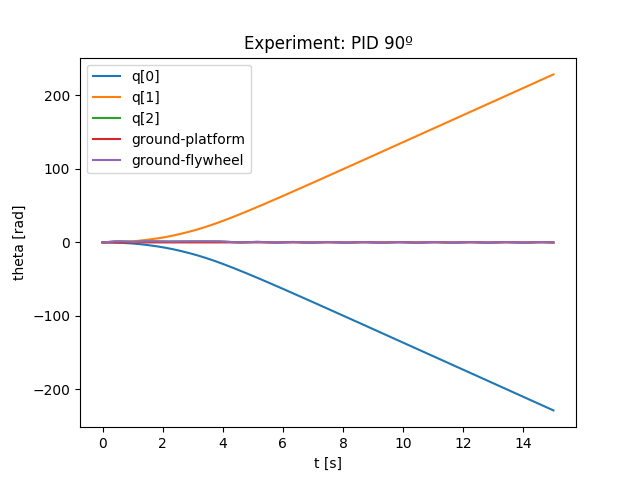 Experiment: PID 90º
q[0]
q[1]
q[2]
ground-platform
ground-flywheel
200
100
0
−100
−200
theta [rad]
0 2 4 6 8 10 12 14
t [s]